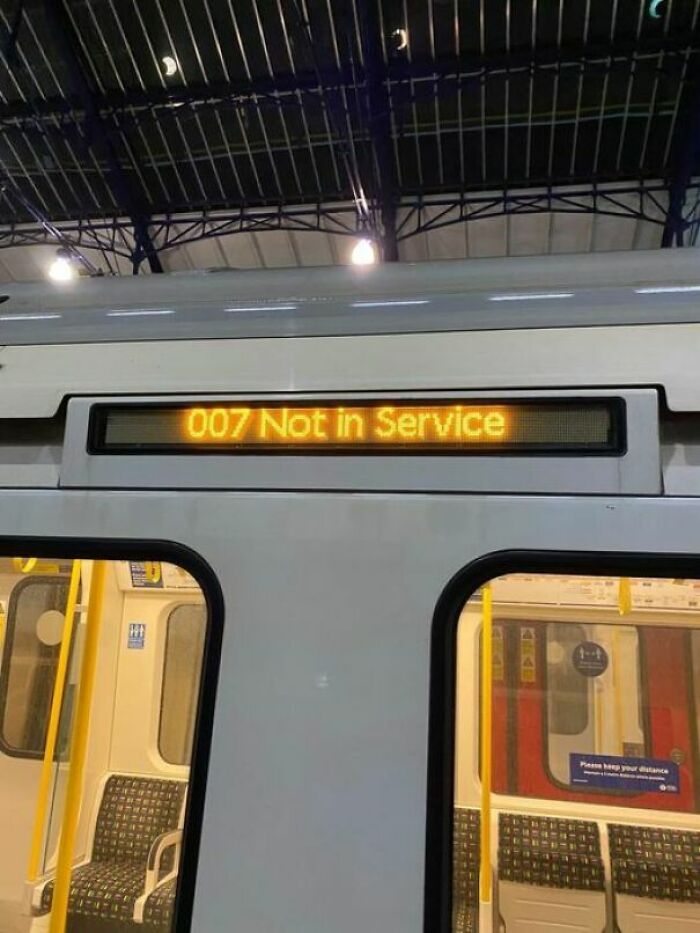 007 Not in Service
Please keep your distance